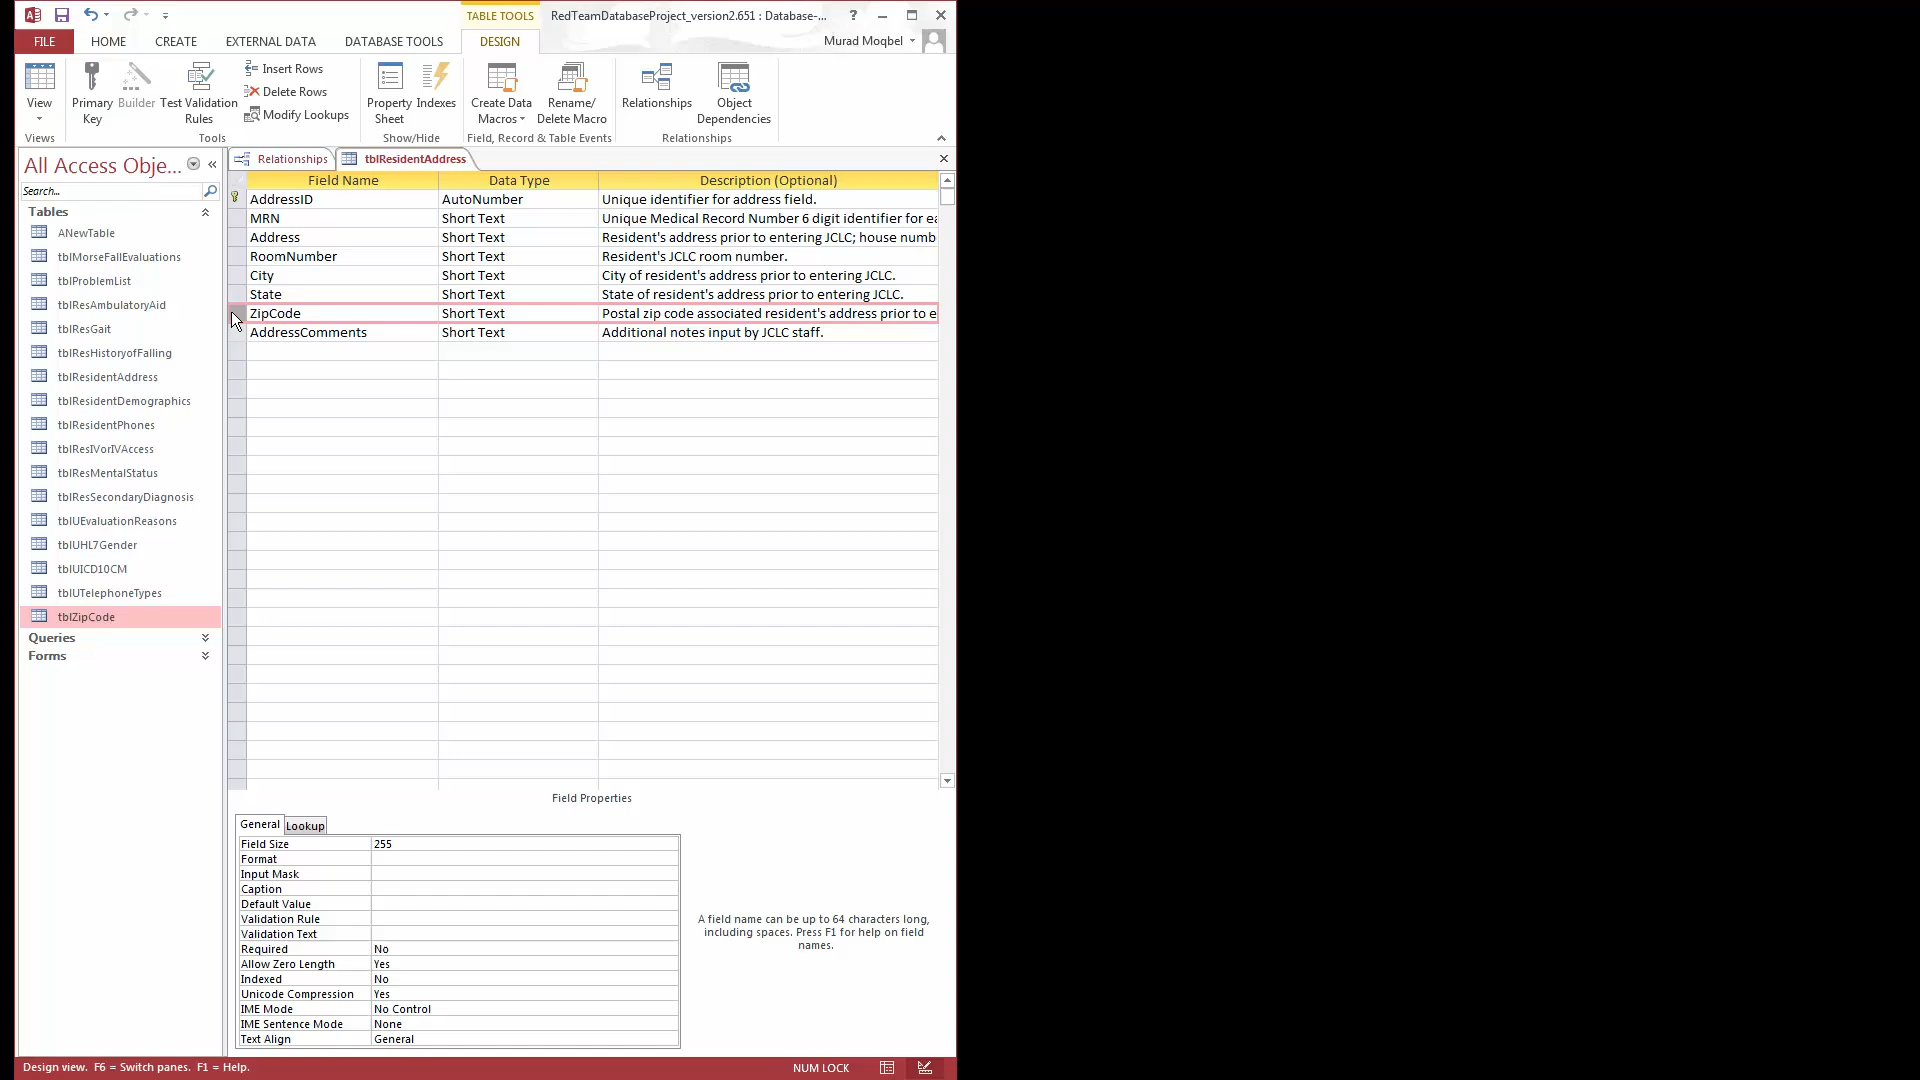 TABLE TOOLS RedTeamDatabaseProject_version2.651 : Database-... ?
FILE HOME CREATE EXTERNAL DATA DATABASE TOOLS DESIGN Murad Moqbel
View
Primary Key
Builder
Test Validation Rules
Insert Rows
Delete Rows
Modify Lookups
Property Sheet
Indexes
Create Data Macros
Rename/ Delete Macro
Relationships
Object Dependencies
Views Tools Show/Hide Field, Record & Table Events Relationships
All Access Obje...
Search...
Tables
ANewTable
tblMorseFallEvaluations
tblProblemList
tblResAmbulatoryAid
tblResGait
tblResHistoryofFalling
tblResidentAddress
tblResidentDemographics
tblResidentPhones
tblResIVorIVAccess
tblResMentalStatus
tblResSecondaryDiagnosis
tblUEvaluationReasons
tblUHL7Gender
tblUICD10CM
tblUTelephoneTypes
tblZipCode
Queries
Forms
Relationships tblResidentAddress
Field Name Data Type Description (Optional)
AddressID AutoNumber Unique identifier for address field.
MRN Short Text Unique Medical Record Number 6 digit identifier for ea
Address Short Text Resident's address prior to entering JCLC; house numb
RoomNumber Short Text Resident's JCLC room number.
City Short Text City of resident's address prior to entering JCLC.
State Short Text State of resident's address prior to entering JCLC.
ZipCode Short Text Postal zip code associated resident's address prior to e
AddressComments Short Text Additional notes input by JCLC staff.
Field Properties
General Lookup
Field Size 255
Format
Input Mask
Caption
Default Value
Validation Rule
Validation Text
Required No
Allow Zero Length Yes
Indexed No
Unicode Compression Yes
IME Mode No Control
IME Sentence Mode None
Text Align General
A field name can be up to 64 characters long,
including spaces. Press F1 for help on field
names.
Design view. F6 = Switch panes. F1 = Help. NUM LOCK